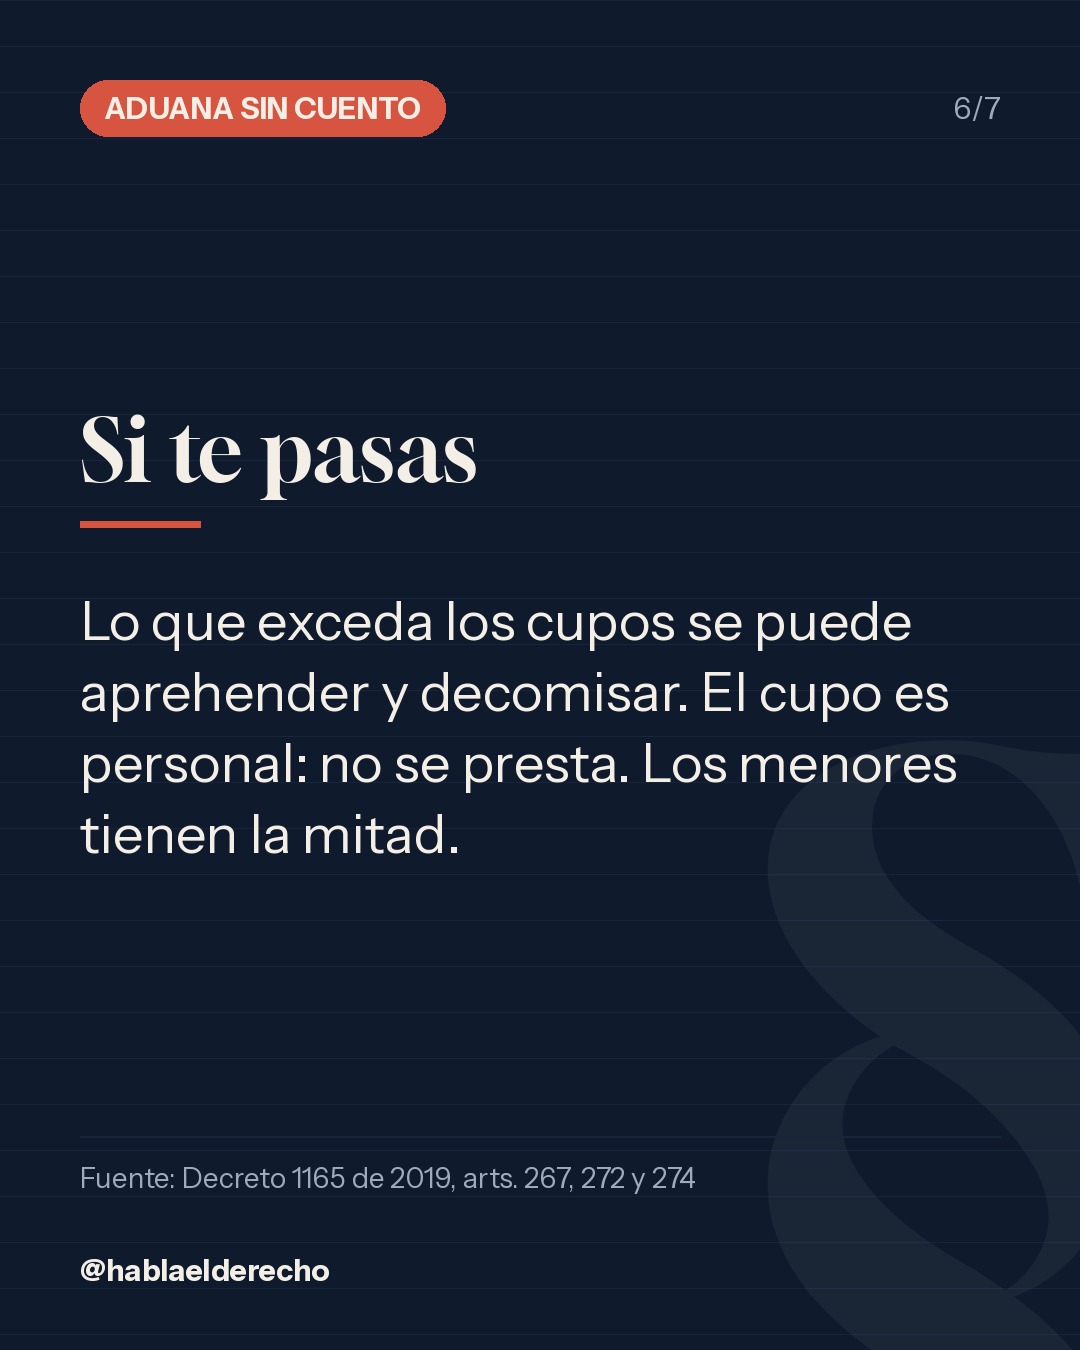 ADUANA SIN CUENTO
6/7
Si te pasas
Lo que exceda los cupos se puede
aprehender y decomisar. El cupo es
personal: no se presta. Los menores
tienen la mitad.
§
Fuente: Decreto 1165 de 2019, arts. 267, 272 y 274
@hablaelderecho